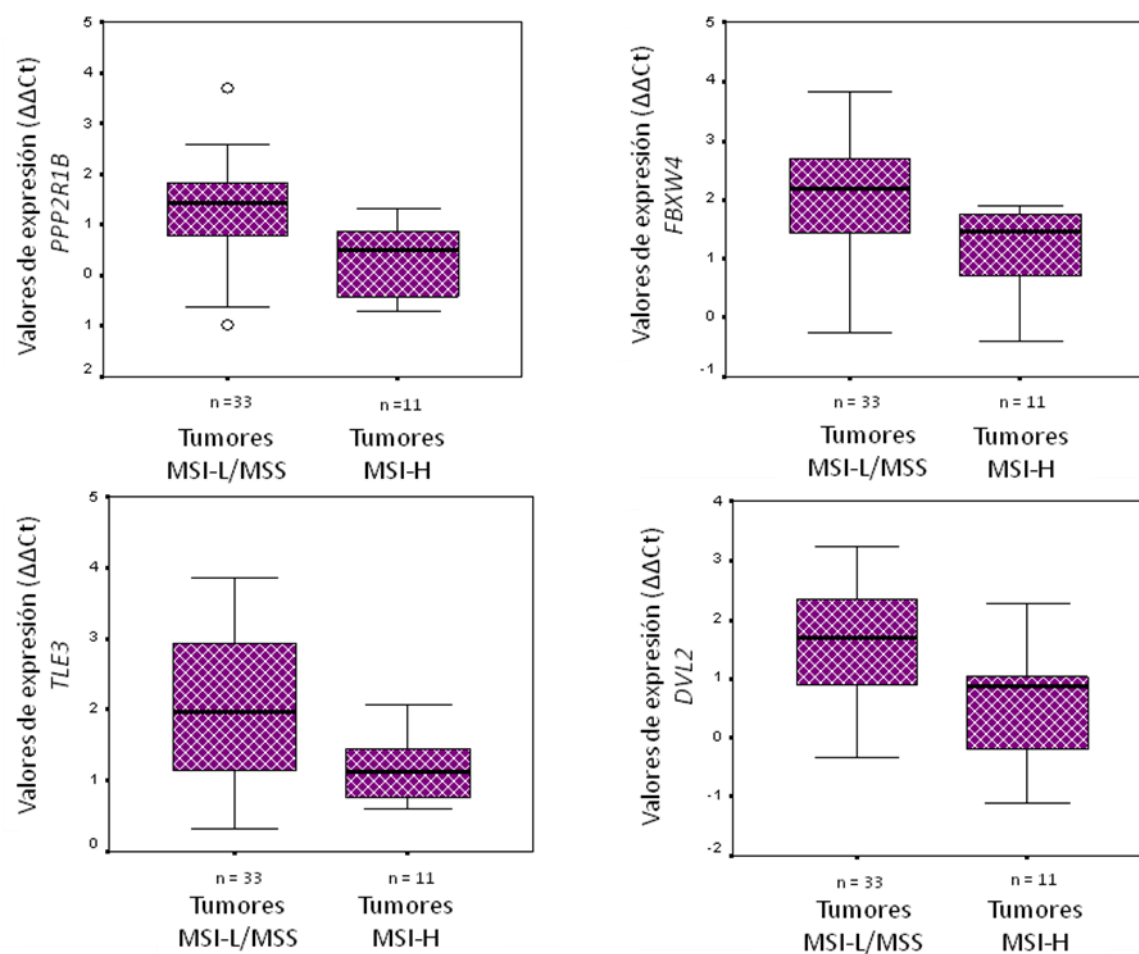 Valores de expresión (ΔΔCt)
PPP2R1B
5
4
3
2
1
0
1
2
n =33
n =11
Tumores
MSI-L/MSS
Tumores
MSI-H
Valores de expresión (ΔΔCt)
FBXW4
5
4
3
2
1
0
-1
n = 33
n = 11
Tumores
MSI-L/MSS
Tumores
MSI-H
Valores de expresión (ΔΔCt)
TLE3
5
4
3
2
1
0
n = 33
n = 11
Tumores
MSI-L/MSS
Tumores
MSI-H
Valores de expresión (ΔΔCt)
DVL2
4
3
2
1
0
-1
-2
n = 33
n = 11
Tumores
MSI-L/MSS
Tumores
MSI-H